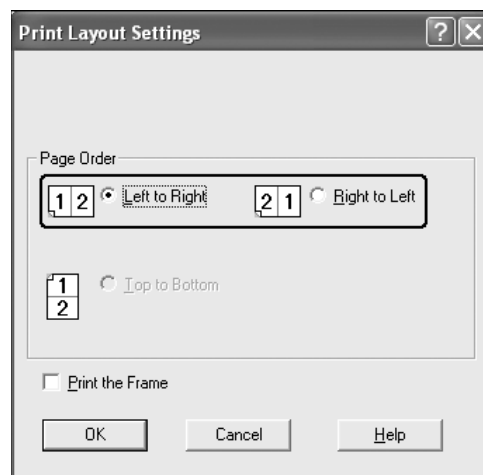 Print Layout Settings
Page Order
1 2 Left to Right 2 1 Right to Left
1 Top to Bottom
2
Print the Frame
OK Cancel Help